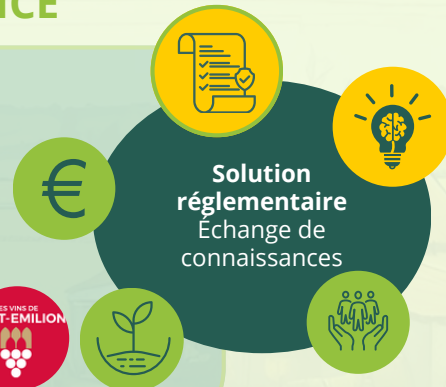 ICE
Solution
réglementaire
Échange de
connaissances
€
ES VINS DE
T-EMILION